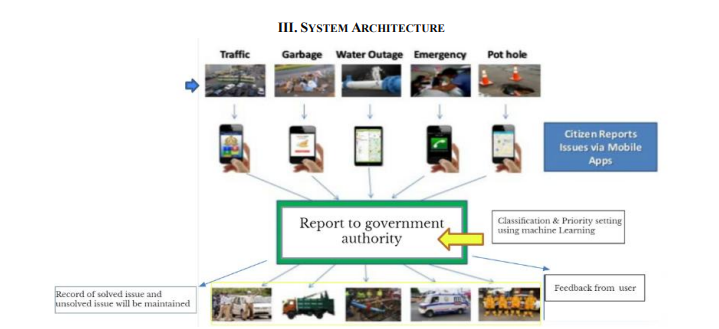 III. SYSTEM ARCHITECTURE
Traffic
Garbage
Water Outage
Emergency
Pot hole
Citizen Reports
Issues via Mobile
Apps
Report to government
authority
Classification & Priority setting
using machine Learning
Record of solved issue and
unsolved issue will be maintained
Feedback from user